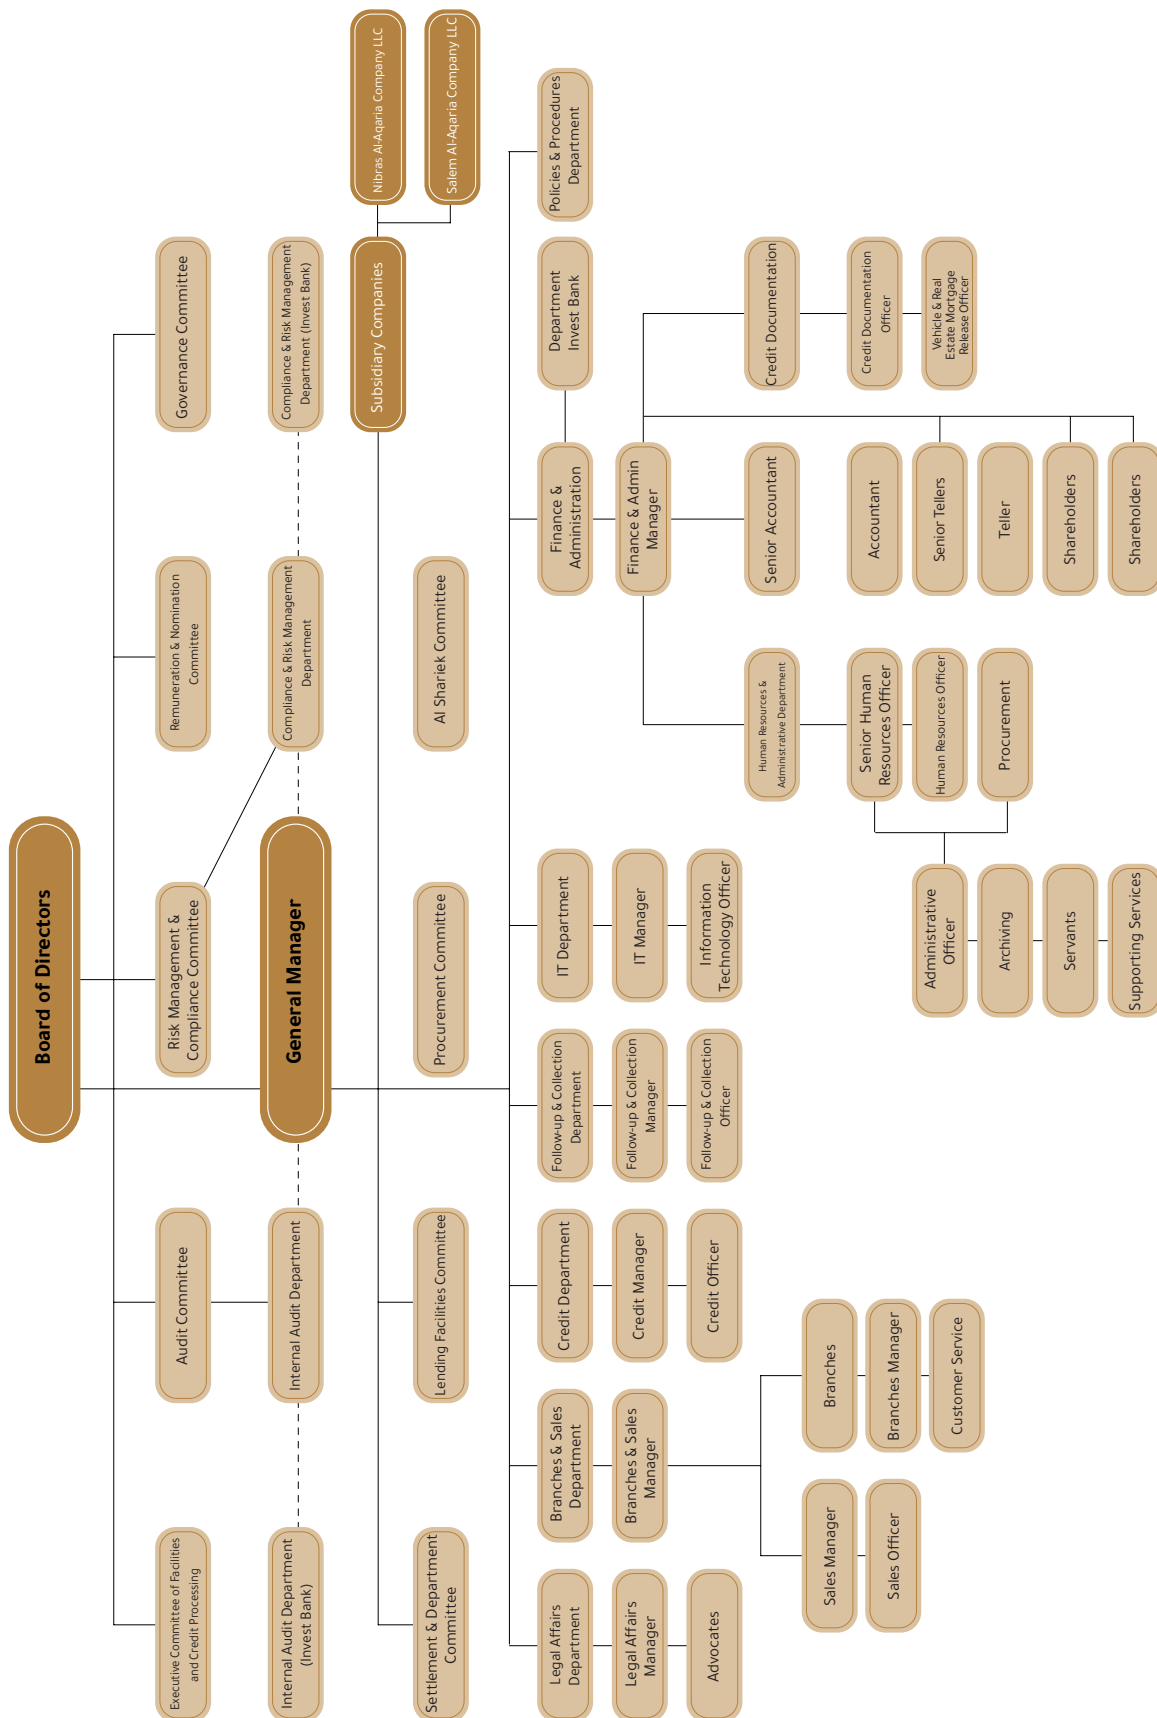 Board of Directors
Executive Committee of Facilities
and Credit Processing
Audit Committee
Risk Management &
Compliance Committee
Remuneration & Nomination
Committee
Governance Committee
Internal Audit Department
(Invest Bank)
Internal Audit Department
General Manager
Compliance & Risk Management
Department
Compliance & Risk Management
Department (Invest Bank)
Subsidiary Companies
Nibras Al-Aqaria Company LLC
Salem Al-Aqaria Company LLC
Settlement & Department
Committee
Lending Facilities Committee
Procurement Committee
Al Shariek Committee
Legal Affairs
Department
Branches & Sales
Department
Credit Department
Follow-up & Collection
Department
IT Department
Finance &
Administration
Department
Invest Bank
Policies & Procedures
Department
Legal Affairs
Manager
Branches & Sales
Manager
Credit Manager
Follow-up & Collection
Manager
IT Manager
Finance & Admin
Manager
Advocates
Credit Officer
Follow-up & Collection
Officer
Information
Technology Officer
Human Resources &
Administrative Department
Senior Accountant
Credit Documentation
Sales Manager
Branches
Senior Human
Resources Officer
Accountant
Credit Documentation
Officer
Sales Officer
Branches Manager
Administrative
Officer
Human Resources Officer
Senior Tellers
Vehicle & Real
Estate Mortgage
Release Officer
Customer Service
Archiving
Procurement
Teller
Servants
Shareholders
Supporting Services
Shareholders